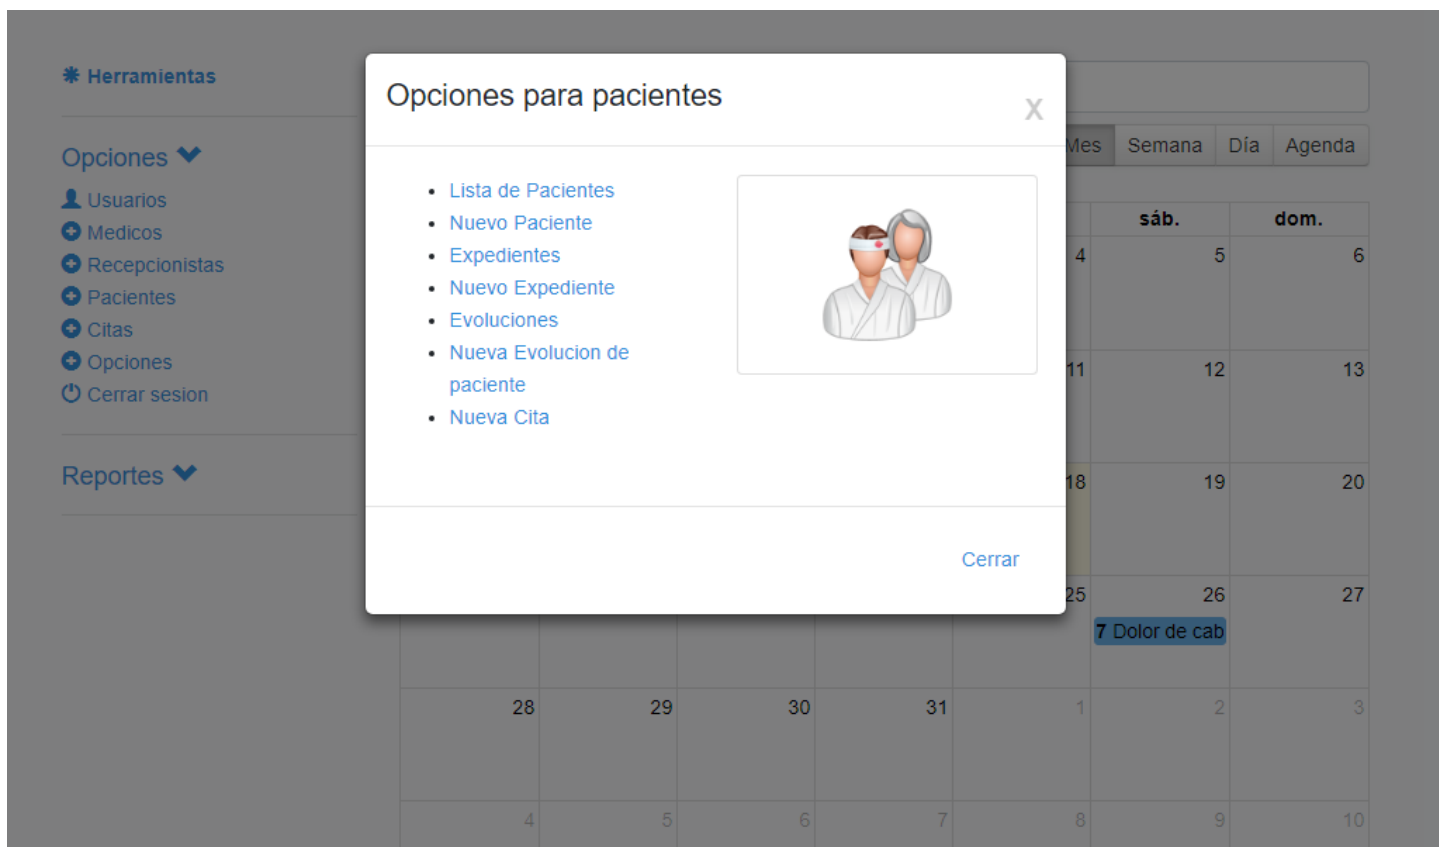 Herramientas
Opciones
Usuarios
Medicos
Recepcionistas
Pacientes
Citas
Opciones
Cerrar sesion
Reportes
Opciones para pacientes
X
Lista de Pacientes
Nuevo Paciente
Expedientes
Nuevo Expediente
Evoluciones
Nueva Evolucion de
paciente
Nueva Cita
Cerrar
Mes Semana Día Agenda
sáb. dom.
4 5 6
11 12 13
18 19 20
25 26 27
7 Dolor de cab
28 29 30 31 1 2 3
4 5 6 7 8 9 10